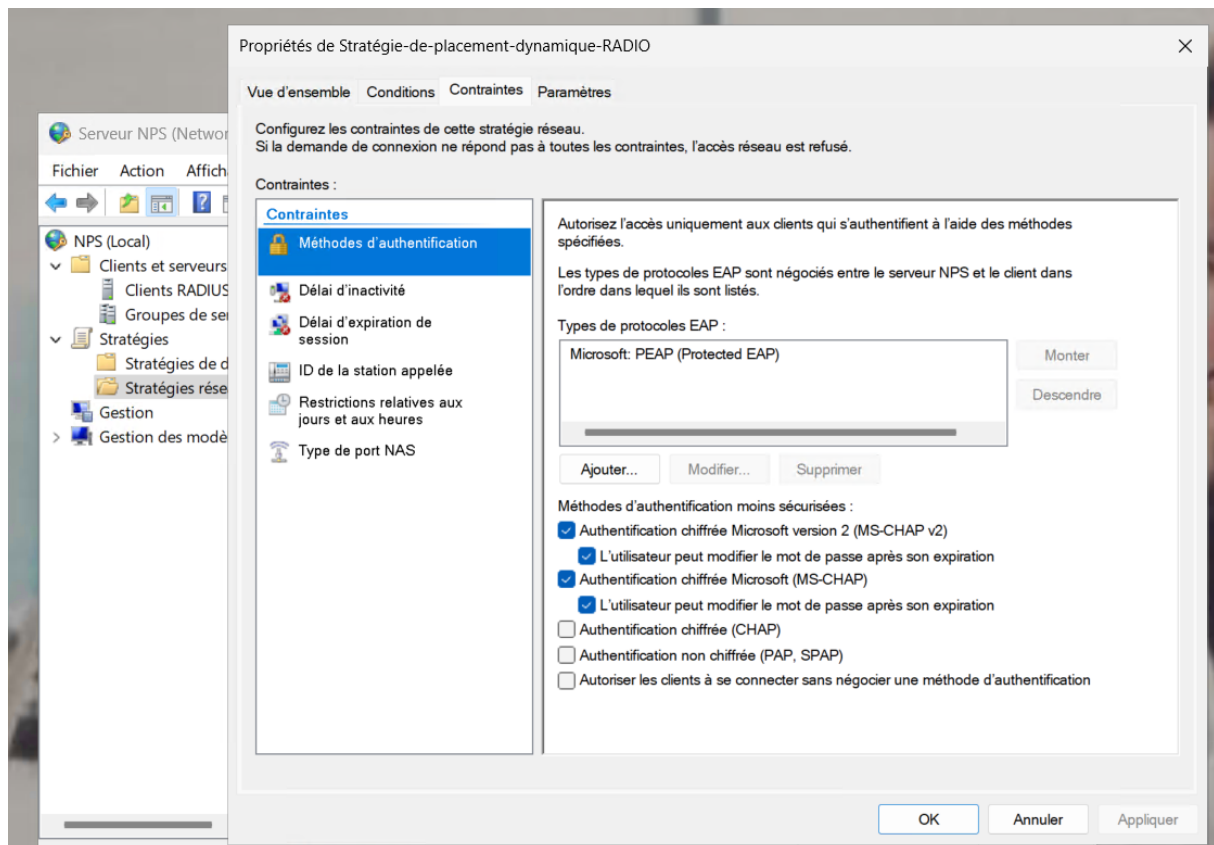 Propriétés de Stratégie-de-placement-dynamique-RADIO
Vue d'ensemble Conditions Contraintes Paramètres
Configurez les contraintes de cette stratégie réseau.
Si la demande de connexion ne répond pas à toutes les contraintes, l'accès réseau est refusé.
Contraintes :
Contraintes
Méthodes d'authentification
Délai d'inactivité
Délai d'expiration de
session
ID de la station appelée
Restrictions relatives aux
jours et aux heures
Type de port NAS
Autorisez l'accès uniquement aux clients qui s'authentifient à l'aide des méthodes
spécifiées.
Les types de protocoles EAP sont négociés entre le serveur NPS et le client dans
l'ordre dans lequel ils sont listés.
Types de protocoles EAP :
Microsoft: PEAP (Protected EAP)
Monter
Descendre
Ajouter... Modifier... Supprimer
Méthodes d'authentification moins sécurisées :
Authentification chiffrée Microsoft version 2 (MS-CHAP v2)
L'utilisateur peut modifier le mot de passe après son expiration
Authentification chiffrée Microsoft (MS-CHAP)
L'utilisateur peut modifier le mot de passe après son expiration
Authentification chiffrée (CHAP)
Authentification non chiffrée (PAP, SPAP)
Autoriser les clients à se connecter sans négocier une méthode d'authentification
OK Annuler Appliquer
Serveur NPS (Networ
Fichier Action Affich
NPS (Local)
Clients et serveurs
Clients RADIUS
Groupes de ser
Stratégies
Stratégies de d
Stratégies rése
Gestion
Gestion des modè